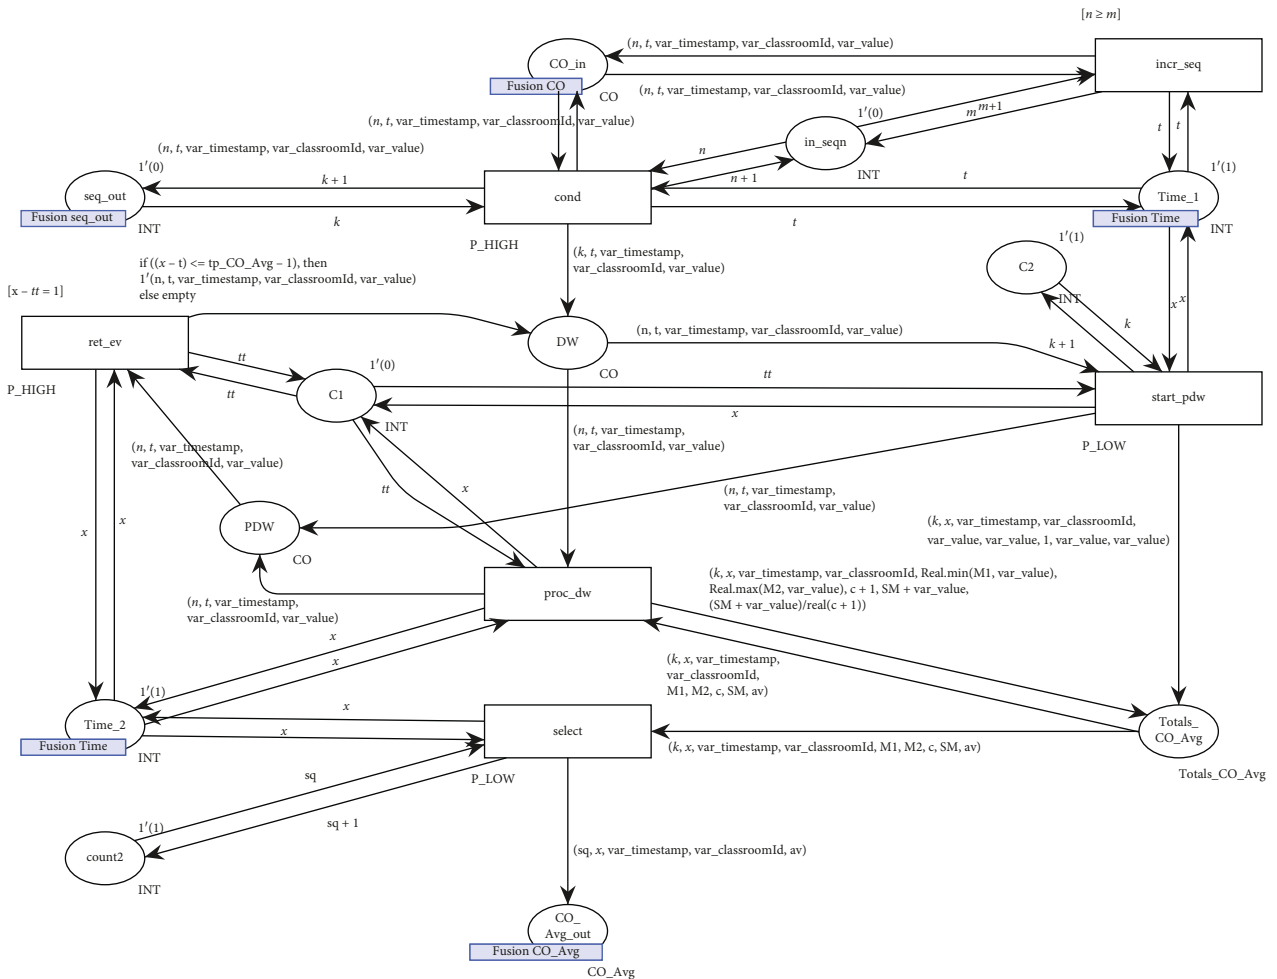 [n ≥ m]
(n, t, var_timestamp, var_classroomId, var_value)
CO_in
incr_seq
Fusion CO
CO
(n, t, var_timestamp, var_classroomId, var_value)
1′(0)
m
m+1
(n, t, var_timestamp, var_classroomId, var_value)
t
t
in_seqn
n
(n, t, var_timestamp, var_classroomId, var_value)
1′(0)
INT
1′(1)
k + 1
n + 1
t
seq_out
cond
Time_1
Fusion seq_out
Fusion Time
k
t
INT
INT
P_HIGH
1′(1)
(k, t, var_timestamp,
var_classroomId, var_value)
if ((x – t) <= tp_CO_Avg – 1), then
1′(n, t, var_timestamp, var_classroomId, var_value)
else empty
C2
[x – tt = 1]
INT
x
x
k
(n, t, var_timestamp, var_classroomId, var_value)
ret_ev
DW
k + 1
tt
1′(0)
CO
tt
P_HIGH
tt
C1
start_pdw
x
INT
(n, t, var_timestamp,
var_classroomId, var_value)
P_LOW
(n, t, var_timestamp,
var_classroomId, var_value)
tt
x
(n, t, var_timestamp,
var_classroomId, var_value)
x
x
PDW
(k, x, var_timestamp, var_classroomId,
var_value, var_value, 1, var_value, var_value)
CO
(k, x, var_timestamp, var_classroomId, Real.min(M1, var_value),
Real.max(M2, var_value), c + 1, SM + var_value,
(SM + var_value)/real(c + 1))
proc_dw
(n, t, var_timestamp,
var_classroomId, var_value)
x
x
(k, x, var_timestamp,
var_classroomId,
M1, M2, c, SM, av)
1′(1)
x
Time_2
x
select
Totals_
CO_Avg
Fusion Time
INT
(k, x, var_timestamp, var_classroomId, M1, M2, c, SM, av)
P_LOW
Totals_CO_Avg
sq
sq + 1
1′(1)
count2
(sq, x, var_timestamp, var_classroomId, av)
INT
CO_
Avg_out
Fusion CO_Avg
CO_Avg